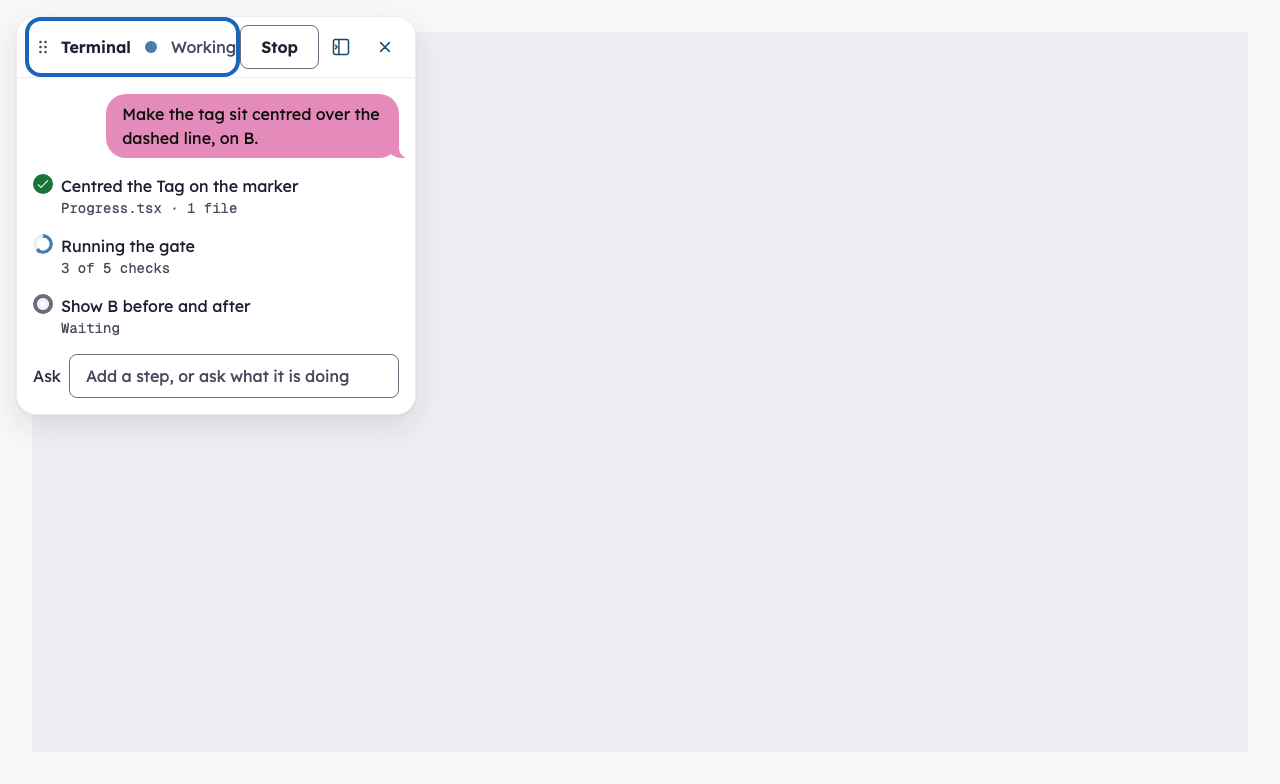 Terminal Working Stop
Make the tag sit centred over the
dashed line, on B.
Centred the Tag on the marker
Progress.tsx · 1 file
Running the gate
3 of 5 checks
Show B before and after
Waiting
Ask Add a step, or ask what it is doing